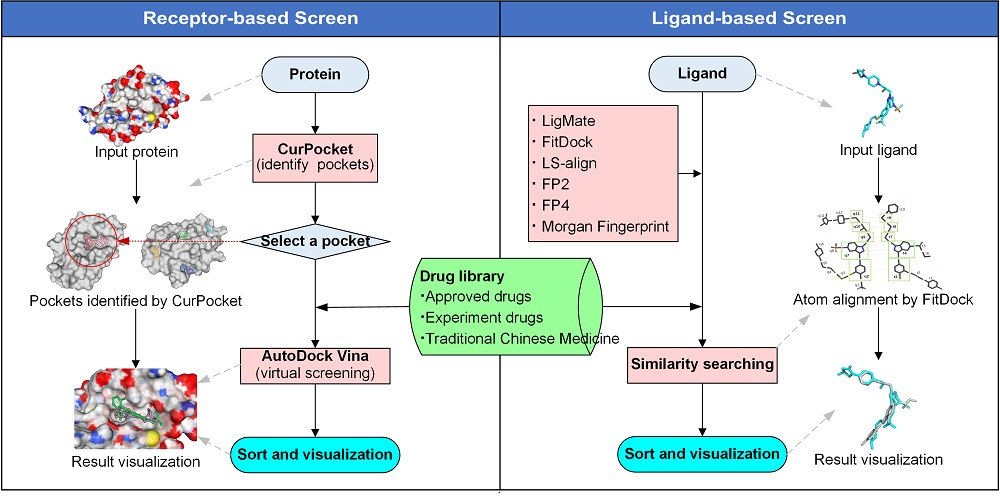 Receptor-based Screen
Protein
Input protein
CurPocket
(identify pockets)
Select a pocket
Pockets identified by CurPocket
AutoDock Vina
(virtual screening)
Result visualization
Sort and visualization
Drug library
·Approved drugs
·Experiment drugs
·Traditional Chinese Medicine
Ligand-based Screen
Ligand
· LigMate
· FitDock
· LS-align
· FP2
· FP4
· Morgan Fingerprint
Input ligand
Atom alignment by FitDock
Similarity searching
Sort and visualization
Result visualization